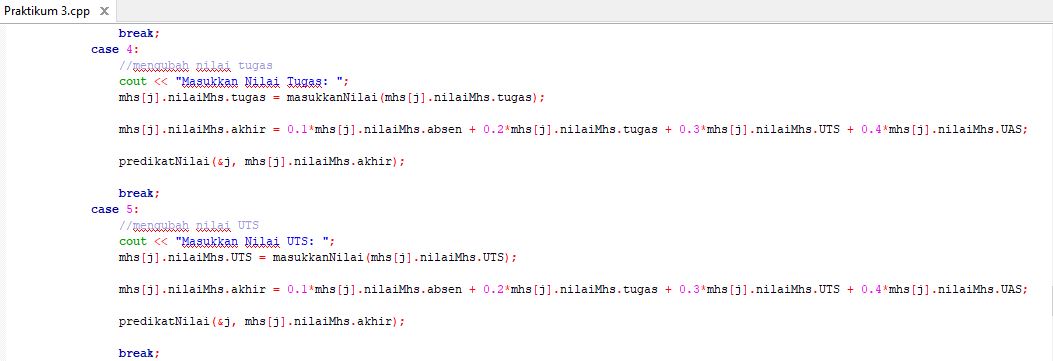 Praktikum 3.cpp X
break;
case 4:
//mengubah nilai tugas
cout << "Masukkan Nilai Tugas: ";
mhs[j].nilaiMhs.tugas = masukkanNilai(mhs[j].nilaiMhs.tugas);
mhs[j].nilaiMhs.akhir = 0.1*mhs[j].nilaiMhs.absen + 0.2*mhs[j].nilaiMhs.tugas + 0.3*mhs[j].nilaiMhs.UTS + 0.4*mhs[j].nilaiMhs.UAS;
predikatNilai(&j, mhs[j].nilaiMhs.akhir);
break;
case 5:
//mengubah nilai UTS
cout << "Masukkan Nilai UTS: ";
mhs[j].nilaiMhs.UTS = masukkanNilai(mhs[j].nilaiMhs.UTS);
mhs[j].nilaiMhs.akhir = 0.1*mhs[j].nilaiMhs.absen + 0.2*mhs[j].nilaiMhs.tugas + 0.3*mhs[j].nilaiMhs.UTS + 0.4*mhs[j].nilaiMhs.UAS;
predikatNilai(&j, mhs[j].nilaiMhs.akhir);
break;